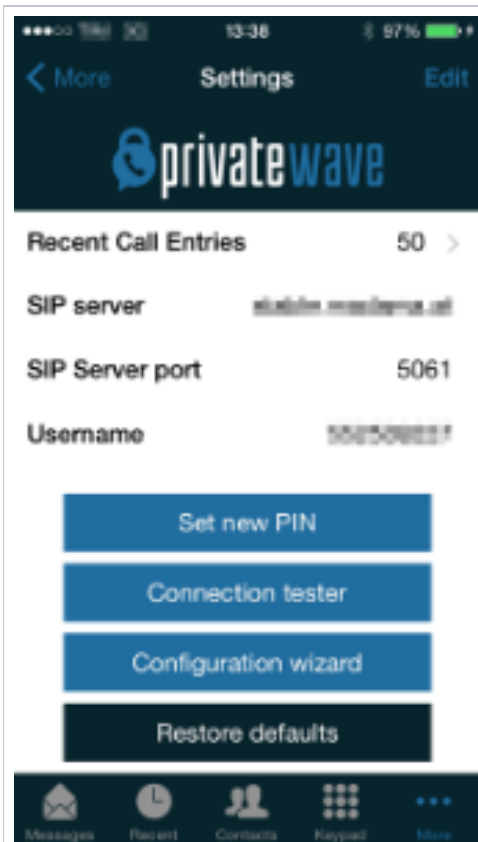 13:38 97%
More Settings Edit
privatewave
Recent Call Entries 50
SIP server
SIP Server port 5061
Username
Set new PIN
Connection tester
Configuration wizard
Restore defaults
Messages Recent Contacts Keypad More